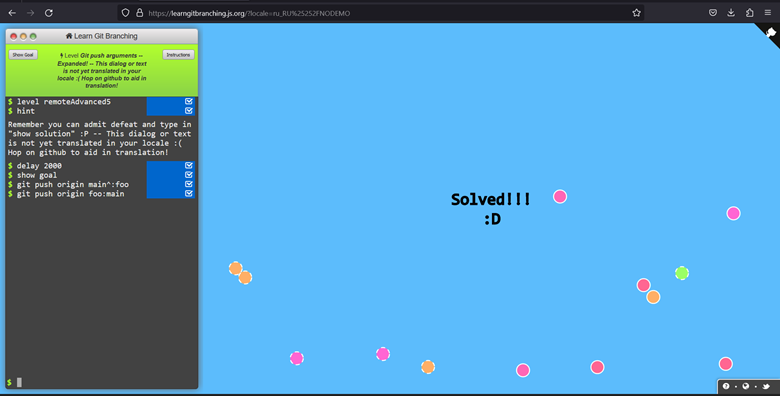 https://learngitbranching.js.org/?locale=ru_RU%25252FNODEMO
Learn Git Branching
Show Goal
Level Git push arguments --
Expanded! -- This dialog or text
is not yet translated in your
locale :( Hop on github to aid in
translation!
Instructions
$ level remoteAdvanced5
$ hint
Remember you can admit defeat and type in
"show solution" :P -- This dialog or text
is not yet translated in your locale :(
Hop on github to aid in translation!
$ delay 2000
$ show goal
$ git push origin main^:foo
$ git push origin foo:main
$
Solved!!!
:D